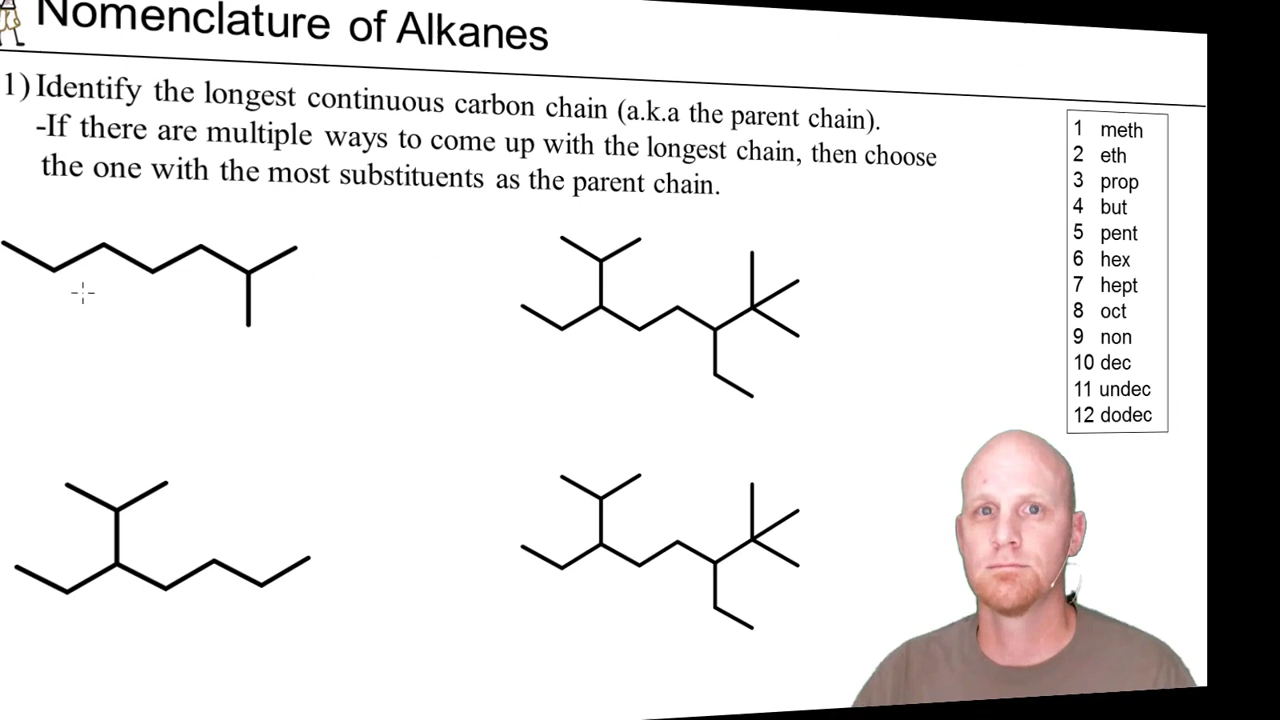 Nomenclature of Alkanes
1) Identify the longest continuous carbon chain (a.k.a the parent chain).
-If there are multiple ways to come up with the longest chain, then choose
the one with the most substituents as the parent chain.
1 meth
2 eth
3 prop
4 but
5 pent
6 hex
7 hept
8 oct
9 non
10 dec
11 undec
12 dodec